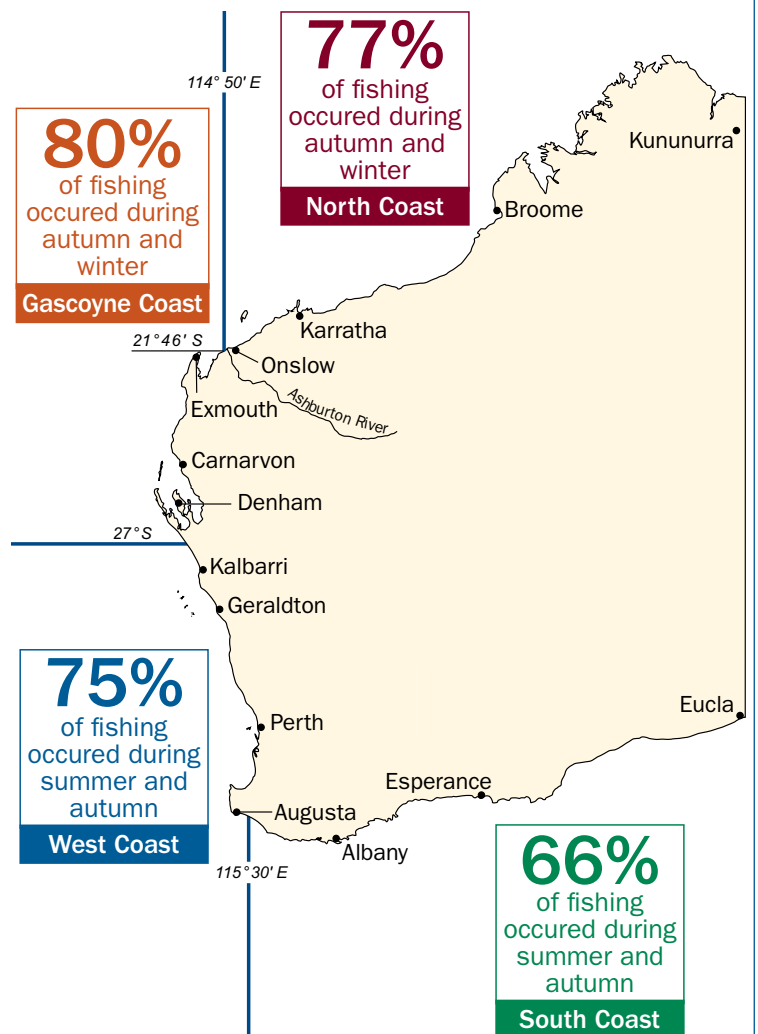 77%
of fishing
occured during
autumn and
winter
North Coast
114° 50' E
80%
of fishing
occured during
autumn and
winter
Gascoyne Coast
Kununurra
Broome
Karratha
21°46' S
Onslow
Exmouth
Ashburton River
Carnarvon
Denham
27°S
Kalbarri
Geraldton
75%
of fishing
occured during
summer and
autumn
West Coast
Perth
Eucla
Esperance
Augusta
Albany
115°30' E
66%
of fishing
occured during
summer and
autumn
South Coast